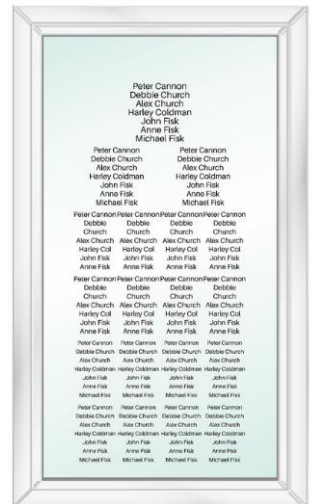 Peter Cannon
Debbie Church
Alex Church
Harley Coldman
John Fisk
Anne Fisk
Michael Fisk
Peter Cannon Peter Cannon
Debbie Church Debbie Church
Alex Church Alex Church
Harley Coldman Harley Coldman
John Fisk John Fisk
Anne Fisk Anne Fisk
Michael Fisk Michael Fisk
Peter Cannon Peter Cannon Peter Cannon Peter Cannon
Debbie Debbie Debbie Debbie
Church Church Church Church
Alex Church Alex Church Alex Church Alex Church
Harley Col Harley Col Harley Col Harley Col
John Fisk John Fisk John Fisk John Fisk
Anne Fisk Anne Fisk Anne Fisk Anne Fisk
Peter Cannon Peter Cannon Peter Cannon Peter Cannon
Debbie Debbie Debbie Debbie
Church Church Church Church
Alex Church Alex Church Alex Church Alex Church
Harley Col Harley Col Harley Col Harley Col
John Fisk John Fisk John Fisk John Fisk
Anne Fisk Anne Fisk Anne Fisk Anne Fisk
Peter Cannon Peter Cannon Peter Cannon Peter Cannon
Debbie Church Debbie Church Debbie Church Debbie Church
Alex Church Alex Church Alex Church Alex Church
Harley Coldman Harley Coldman Harley Coldman Harley Coldman
John Fisk John Fisk John Fisk John Fisk
Anne Fisk Anne Fisk Anne Fisk Anne Fisk
Michael Fisk Michael Fisk Michael Fisk Michael Fisk
Peter Cannon Peter Cannon Peter Cannon Peter Cannon
Debbie Church Debbie Church Debbie Church Debbie Church
Alex Church Alex Church Alex Church Alex Church
Harley Coldman Harley Coldman Harley Coldman Harley Coldman
John Fisk John Fisk John Fisk John Fisk
Anne Fisk Anne Fisk Anne Fisk Anne Fisk
Michael Fisk Michael Fisk Michael Fisk Michael Fisk